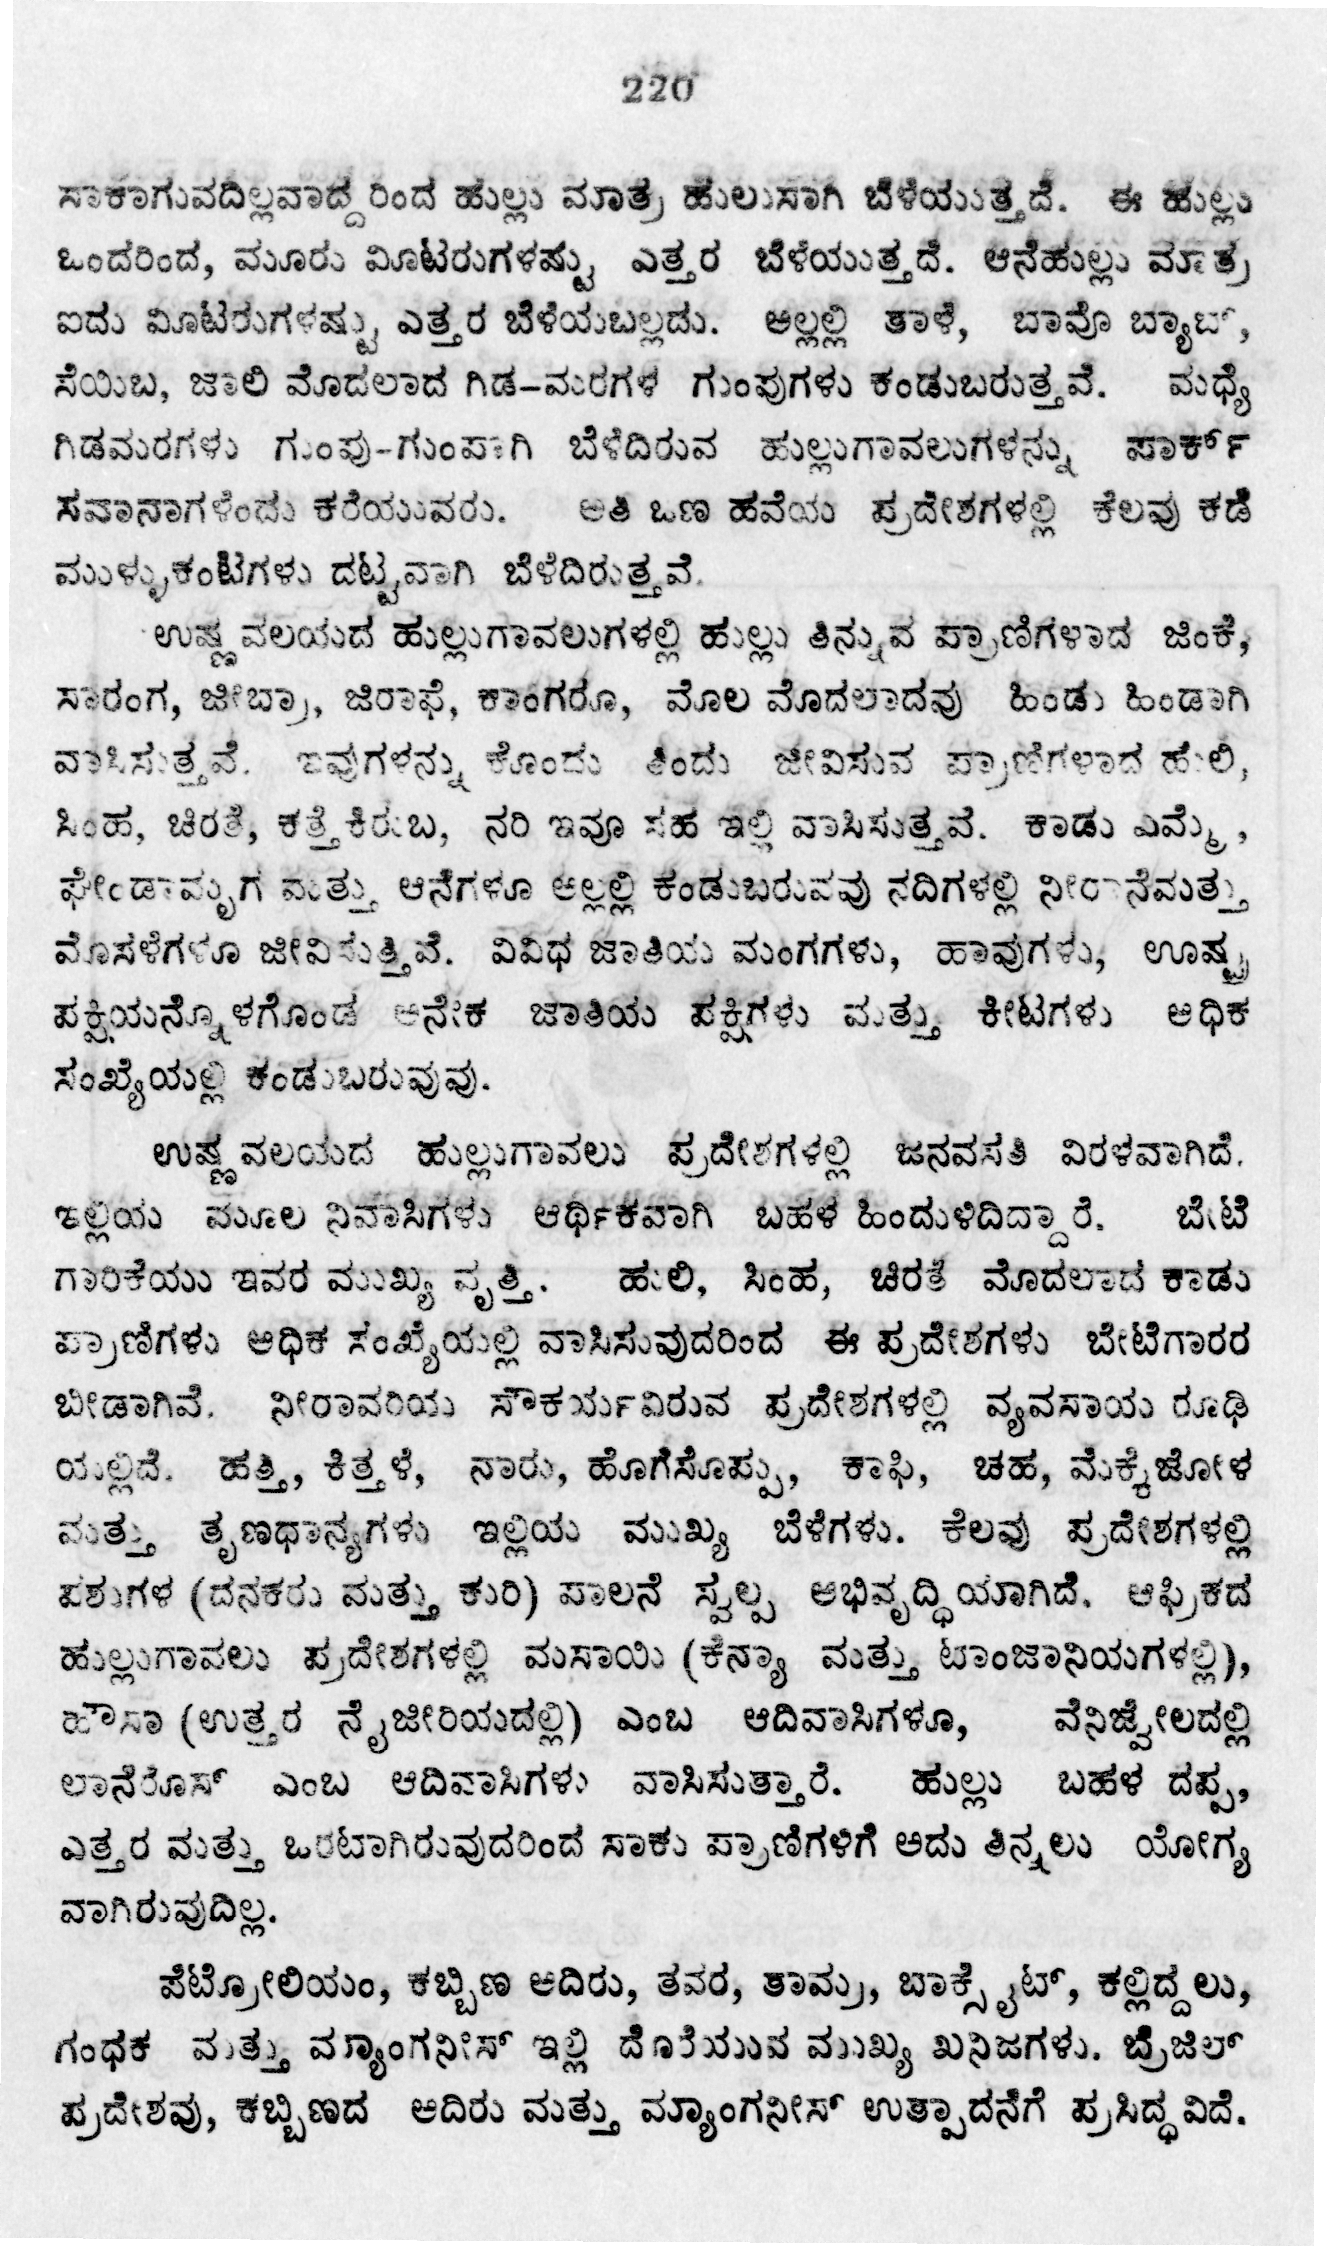 220
ಸಾಕಾಗುವದಿಲ್ಲವಾದ್ದರಿಂದ ಹುಲ್ಲು ಮಾತ್ರ ಹುಲುಸಾಗಿ ಬೆಳೆಯುತ್ತದೆ. ಈ ಹುಲ್ಲು
ಒಂದರಿಂದ, ಮೂರು ಮೀಟರುಗಳಷ್ಟು ಎತ್ತರ ಬೆಳೆಯುತ್ತದೆ. ಆನೆಹುಲ್ಲು ಮಾತ್ರ
ಐದು ಮೀಟರುಗಳಷ್ಟು ಎತ್ತರ ಬೆಳೆಯಬಲ್ಲದು. ಅಲ್ಲಲ್ಲಿ ತಾಳೆ, ಬಾವೊ ಬ್ಯಾಬ್,
ಸೆಯಿಬ, ಜಾಲಿ ಮೊದಲಾದ ಗಿಡ-ಮರಗಳ ಗುಂಪುಗಳು ಕಂಡುಬರುತ್ತವೆ. ಮಧ್ಯೆ
ಗಿಡಮರಗಳು ಗುಂಪು-ಗುಂಪಾಗಿ ಬೆಳೆದಿರುವ ಹುಲ್ಲುಗಾವಲುಗಳನ್ನು ಪಾರ್ಕ್
ಸವಾನಾಗಳೆಂದು ಕರೆಯುವರು. ಅತಿ ಒಣ ಹವೆಯ ಪ್ರದೇಶಗಳಲ್ಲಿ ಕೆಲವು ಕಡೆ
ಮುಳ್ಳುಕಂಟಿಗಳು ದಟ್ಟವಾಗಿ ಬೆಳೆದಿರುತ್ತವೆ.
ಉಷ್ಣವಲಯದ ಹುಲ್ಲುಗಾವಲುಗಳಲ್ಲಿ ಹುಲ್ಲು ತಿನ್ನುವ ಪ್ರಾಣಿಗಳಾದ ಜಿಂಕೆ,
ಸಾರಂಗ, ಜೀಬ್ರಾ, ಜಿರಾಫೆ, ಕಾಂಗರೂ, ಮೊಲ ಮೊದಲಾದವು ಹಿಂಡು ಹಿಂಡಾಗಿ
ವಾಸಿಸುತ್ತವೆ. ಇವುಗಳನ್ನು ಕೊಂದು ತಿಂದು ಜೀವಿಸುವ ಪ್ರಾಣಿಗಳಾದ ಹುಲಿ,
ಸಿಂಹ, ಚಿರತೆ, ಕತ್ತೆಕಿರುಬ, ನರಿ ಇವೂ ಸಹ ಇಲ್ಲಿ ವಾಸಿಸುತ್ತವೆ. ಕಾಡು ಎಮ್ಮೆ,
ಘೇಂಡಾಮೃಗ ಮತ್ತು ಆನೆಗಳೂ ಅಲ್ಲಲ್ಲಿ ಕಂಡುಬರುವವು ನದಿಗಳಲ್ಲಿ ನೀರಾನೆಮತ್ತು
ಮೊಸಳೆಗಳೂ ಜೀವಿಸುತ್ತಿವೆ. ವಿವಿಧ ಜಾತಿಯ ಮಂಗಗಳು, ಹಾವುಗಳು, ಊಷ್ಟ್ರ
ಪಕ್ಷಿಯನ್ನೊಳಗೊಂಡ ಅನೇಕ ಜಾತಿಯ ಪಕ್ಷಿಗಳು ಮತ್ತು ಕೀಟಗಳು ಅಧಿಕ
ಸಂಖ್ಯೆಯಲ್ಲಿ ಕಂಡುಬರುವುವು.
ಉಷ್ಣವಲಯದ ಹುಲ್ಲುಗಾವಲು ಪ್ರದೇಶಗಳಲ್ಲಿ ಜನವಸತಿ ವಿರಳವಾಗಿದೆ.
ಇಲ್ಲಿಯ ಮೂಲ ನಿವಾಸಿಗಳು ಆರ್ಥಿಕವಾಗಿ ಬಹಳ ಹಿಂದುಳಿದಿದ್ದಾರೆ. ಬೇಟೆ
ಗಾರಿಕೆಯು ಇವರ ಮುಖ್ಯ ವೃತ್ತಿ. ಹುಲಿ, ಸಿಂಹ, ಚಿರತೆ ಮೊದಲಾದ ಕಾಡು
ಪ್ರಾಣಿಗಳು ಅಧಿಕ ಸಂಖ್ಯೆಯಲ್ಲಿ ವಾಸಿಸುವುದರಿಂದ ಈ ಪ್ರದೇಶಗಳು ಬೇಟೆಗಾರರ
ಬೀಡಾಗಿವೆ. ನೀರಾವರಿಯ ಸೌಕರ್ಯವಿರುವ ಪ್ರದೇಶಗಳಲ್ಲಿ ವ್ಯವಸಾಯ ರೂಢಿ
ಯಲ್ಲಿದೆ. ಹತ್ತಿ, ಕಿತ್ತಳೆ, ನಾರು, ಹೊಗೆಸೊಪ್ಪು, ಕಾಫಿ, ಚಹ, ಮೆಕ್ಕೆಜೋಳ
ಮತ್ತು ತೃಣಧಾನ್ಯಗಳು ಇಲ್ಲಿಯ ಮುಖ್ಯ ಬೆಳೆಗಳು. ಕೆಲವು ಪ್ರದೇಶಗಳಲ್ಲಿ
ಪಶುಗಳ (ದನಕರು ಮತ್ತು ಕುರಿ) ಪಾಲನೆ ಸ್ವಲ್ಪ ಅಭಿವೃದ್ಧಿಯಾಗಿದೆ. ಆಫ್ರಿಕದ
ಹುಲ್ಲುಗಾವಲು ಪ್ರದೇಶಗಳಲ್ಲಿ ಮಸಾಯಿ (ಕೆನ್ಯಾ ಮತ್ತು ಟಾಂಜಾನಿಯಗಳಲ್ಲಿ),
ಹೌಸಾ (ಉತ್ತರ ನೈಜೀರಿಯದಲ್ಲಿ) ಎಂಬ ಆದಿವಾಸಿಗಳೂ, ವೆನಿಜ್ವೇಲದಲ್ಲಿ
ಲಾನೆರೊಸ್ ಎಂಬ ಆದಿವಾಸಿಗಳು ವಾಸಿಸುತ್ತಾರೆ. ಹುಲ್ಲು ಬಹಳ ದಪ್ಪ,
ಎತ್ತರ ಮತ್ತು ಒರಟಾಗಿರುವುದರಿಂದ ಸಾಕು ಪ್ರಾಣಿಗಳಿಗೆ ಅದು ತಿನ್ನಲು ಯೋಗ್ಯ
ವಾಗಿರುವುದಿಲ್ಲ.
ಪೆಟ್ರೋಲಿಯಂ, ಕಬ್ಬಿಣ ಅದಿರು, ತವರ, ತಾಮ್ರ, ಬಾಕ್ಸೈಟ್, ಕಲ್ಲಿದ್ದಲು,
ಗಂಧಕ ಮತ್ತು ಮ್ಯಾಂಗನೀಸ್ ಇಲ್ಲಿ ದೊರೆಯುವ ಮುಖ್ಯ ಖನಿಜಗಳು. ಬ್ರೆಜಿಲ್
ಪ್ರದೇಶವು, ಕಬ್ಬಿಣದ ಅದಿರು ಮತ್ತು ಮ್ಯಾಂಗನೀಸ್ ಉತ್ಪಾದನೆಗೆ ಪ್ರಸಿದ್ಧವಿದೆ.